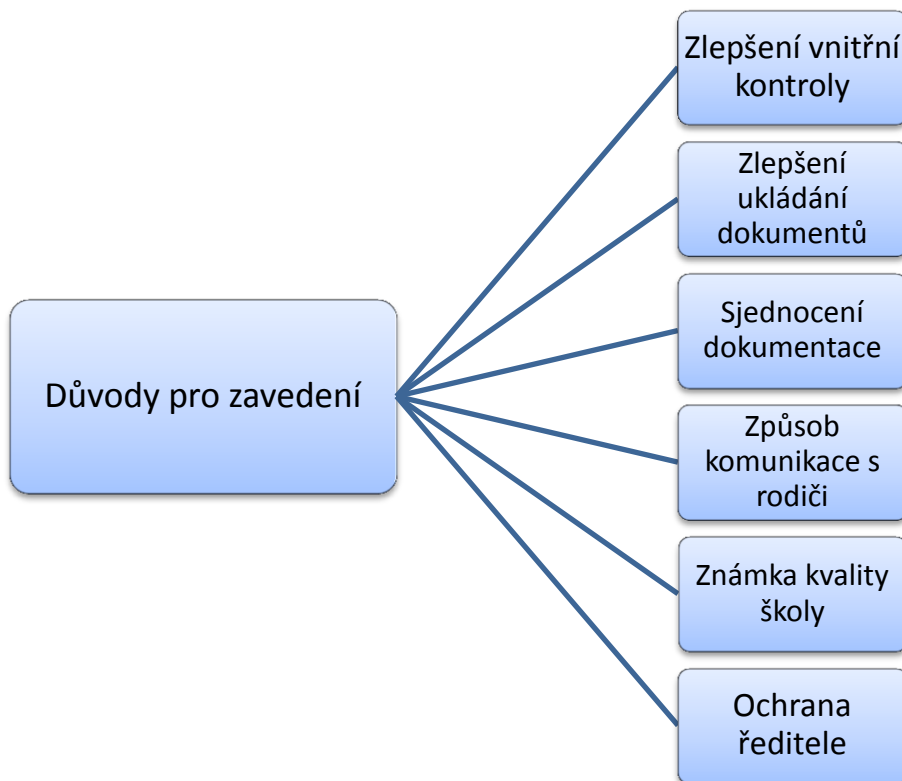 Důvody pro zavedení
Zlepšení vnitřní
kontroly
Zlepšení
ukládání
dokumentů
Sjednocení
dokumentace
Způsob
komunikace s
rodiči
Známka kvality
školy
Ochrana
ředitele